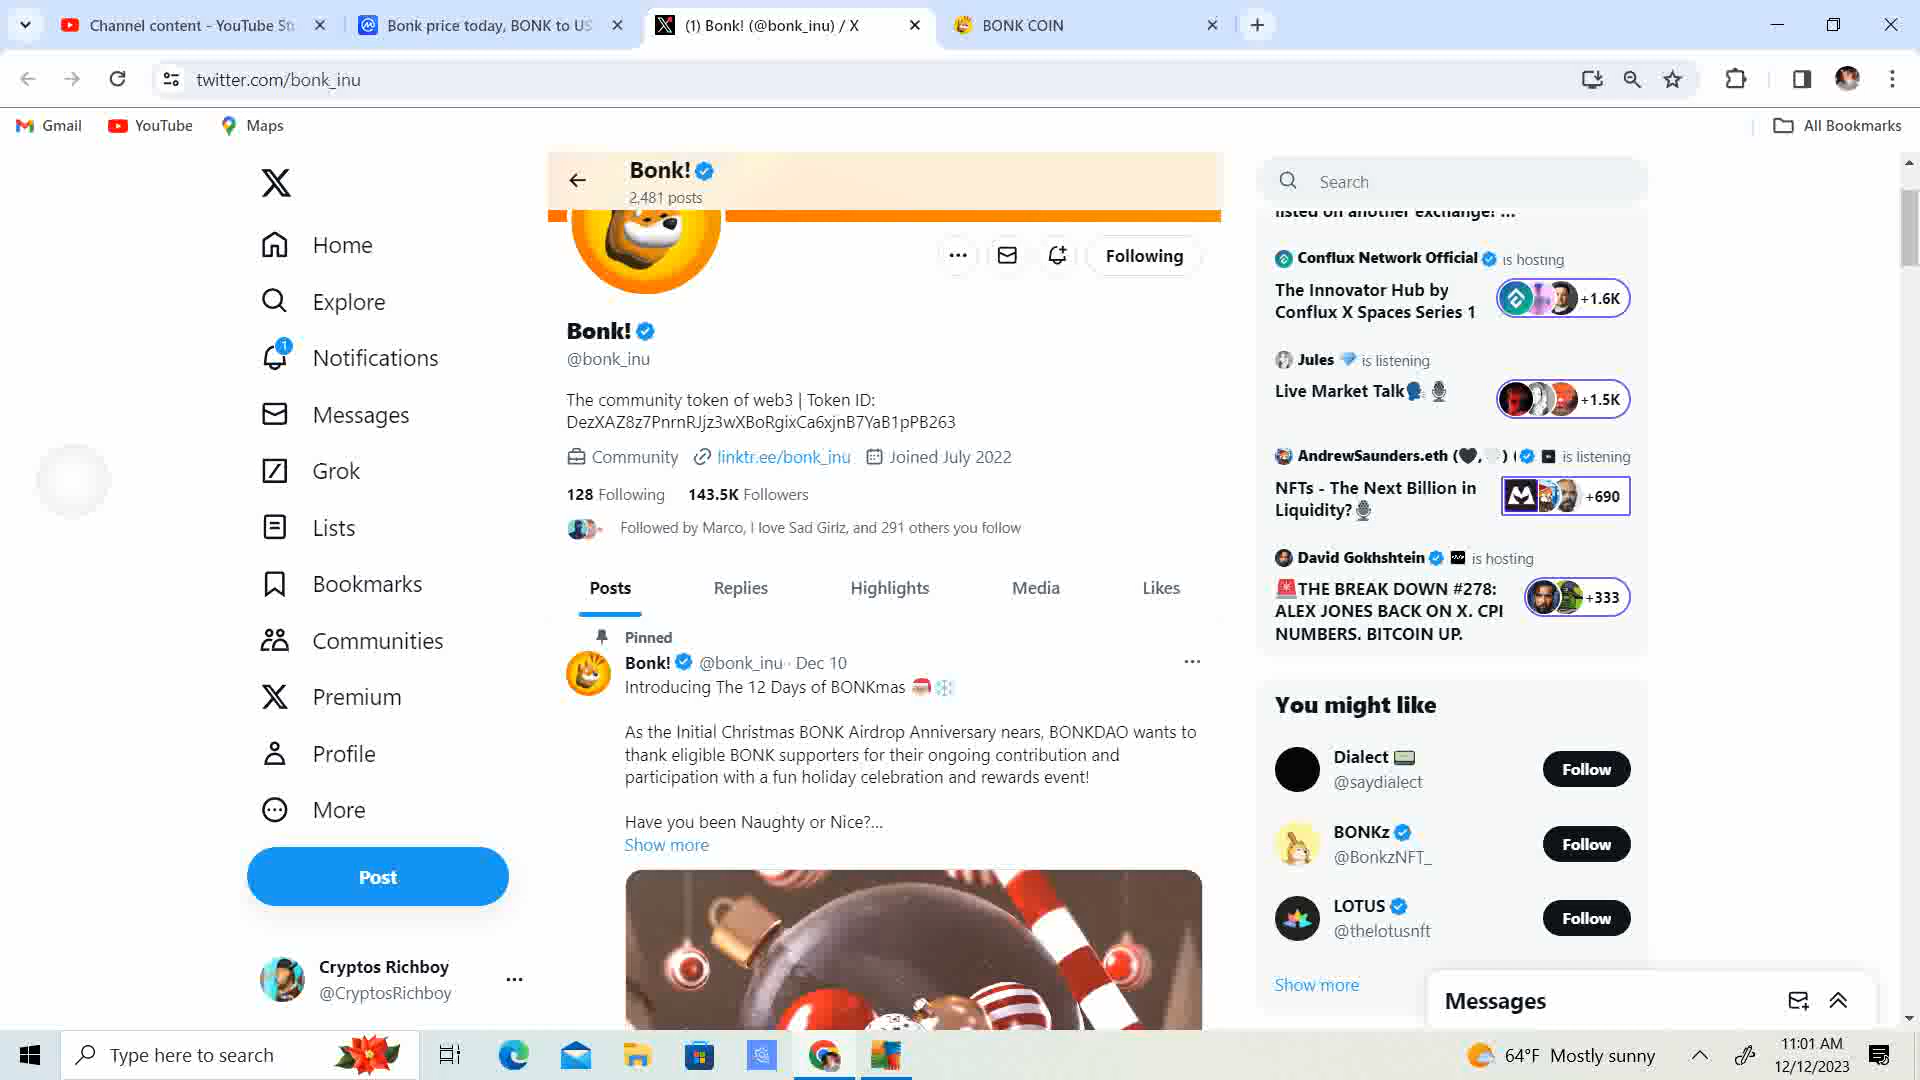 Channel content - YouTube Stu
Bonk price today, BONK to US
(1) Bonk! (@bonk_inu) / X
BONK COIN
twitter.com/bonk_inu
Gmail
YouTube
Maps
All Bookmarks
Home
Explore
1
Notifications
Messages
Grok
Lists
Bookmarks
Communities
Premium
Profile
More
Post
Cryptos Richboy
@CryptosRichboy
Bonk!
2,481 posts
Following
Bonk!
@bonk_inu
The community token of web3 | Token ID:
DezXAZ8z7PnrnRJjz3wXBoRgixCa6xjnB7YaB1pPB263
Community linktr.ee/bonk_inu Joined July 2022
128 Following 143.5K Followers
Followed by Marco, I love Sad Girlz, and 291 others you follow
Posts Replies Highlights Media Likes
Pinned
Bonk! @bonk_inu · Dec 10
Introducing The 12 Days of BONKmas 🎅❄️
As the Initial Christmas BONK Airdrop Anniversary nears, BONKDAO wants to
thank eligible BONK supporters for their ongoing contribution and
participation with a fun holiday celebration and rewards event!
Have you been Naughty or Nice?...
Show more
Search
listed on another exchange! ...
Conflux Network Official is hosting
The Innovator Hub by
Conflux X Spaces Series 1
+1.6K
Jules 💎 is listening
Live Market Talk🗣️🎙️
+1.5K
AndrewSaunders.eth (🖤,🤍) ( is listening
NFTs - The Next Billion in
Liquidity?🎙️
+690
David Gokhshtein is hosting
🚨THE BREAK DOWN #278:
ALEX JONES BACK ON X. CPI
NUMBERS. BITCOIN UP.
+333
You might like
Dialect 📟
@saydialect
Follow
BONKz
@BonkzNFT_
Follow
LOTUS
@thelotusnft
Follow
Show more
Messages
Type here to search
64°F Mostly sunny
11:01 AM
12/12/2023